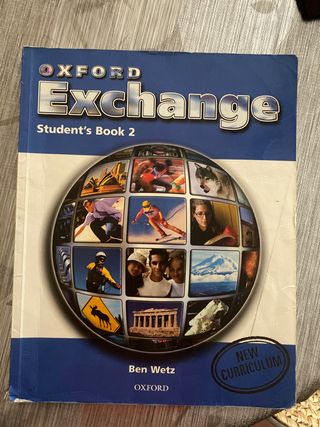 OXFORD
Exchange
Student's Book 2
Ben Wetz
OXFORD
NEW
CURRICULUM